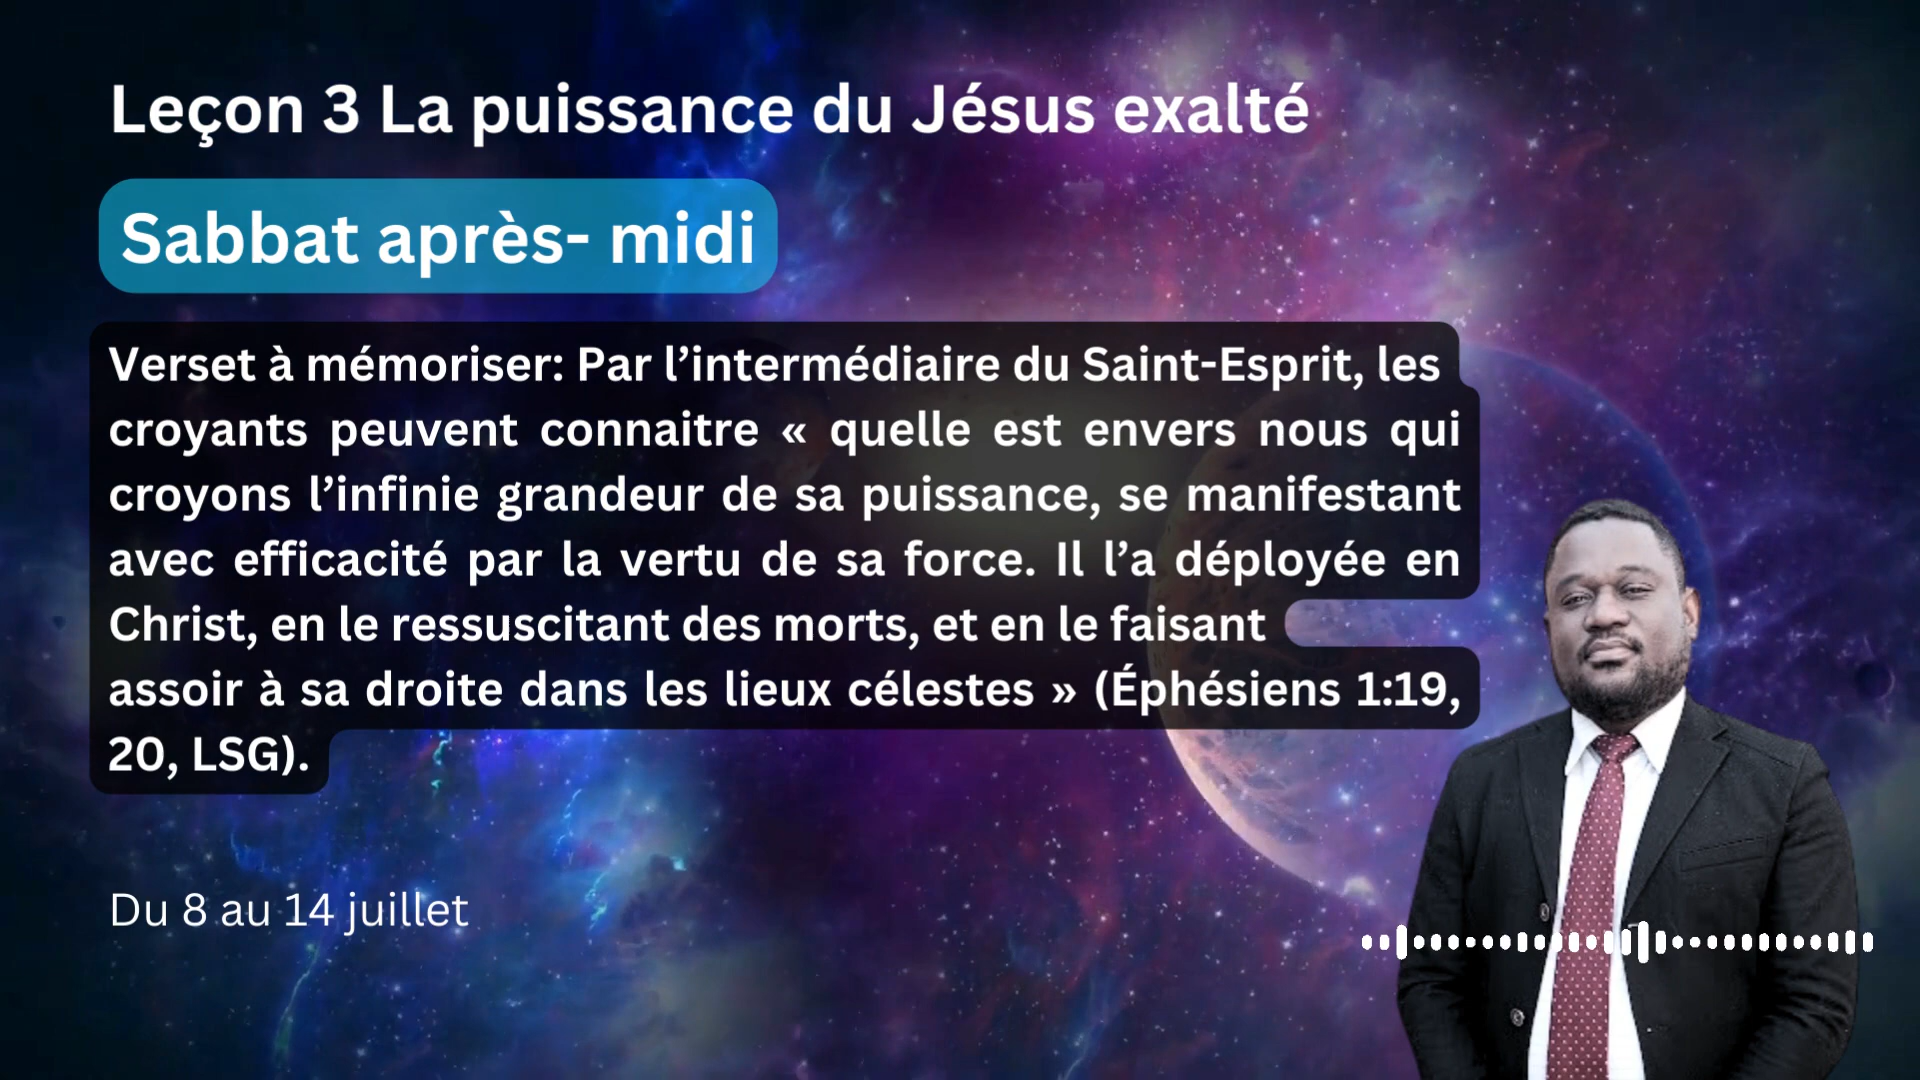 Leçon 3 La puissance du Jésus exalté
Sabbat après- midi
Verset à mémoriser: Par l’intermédiaire du Saint-Esprit, les
croyants peuvent connaitre « quelle est envers nous qui
croyons l’infinie grandeur de sa puissance, se manifestant
avec efficacité par la vertu de sa force. Il l’a déployée en
Christ, en le ressuscitant des morts, et en le faisant
assoir à sa droite dans les lieux célestes » (Éphésiens 1:19,
20, LSG).
Du 8 au 14 juillet